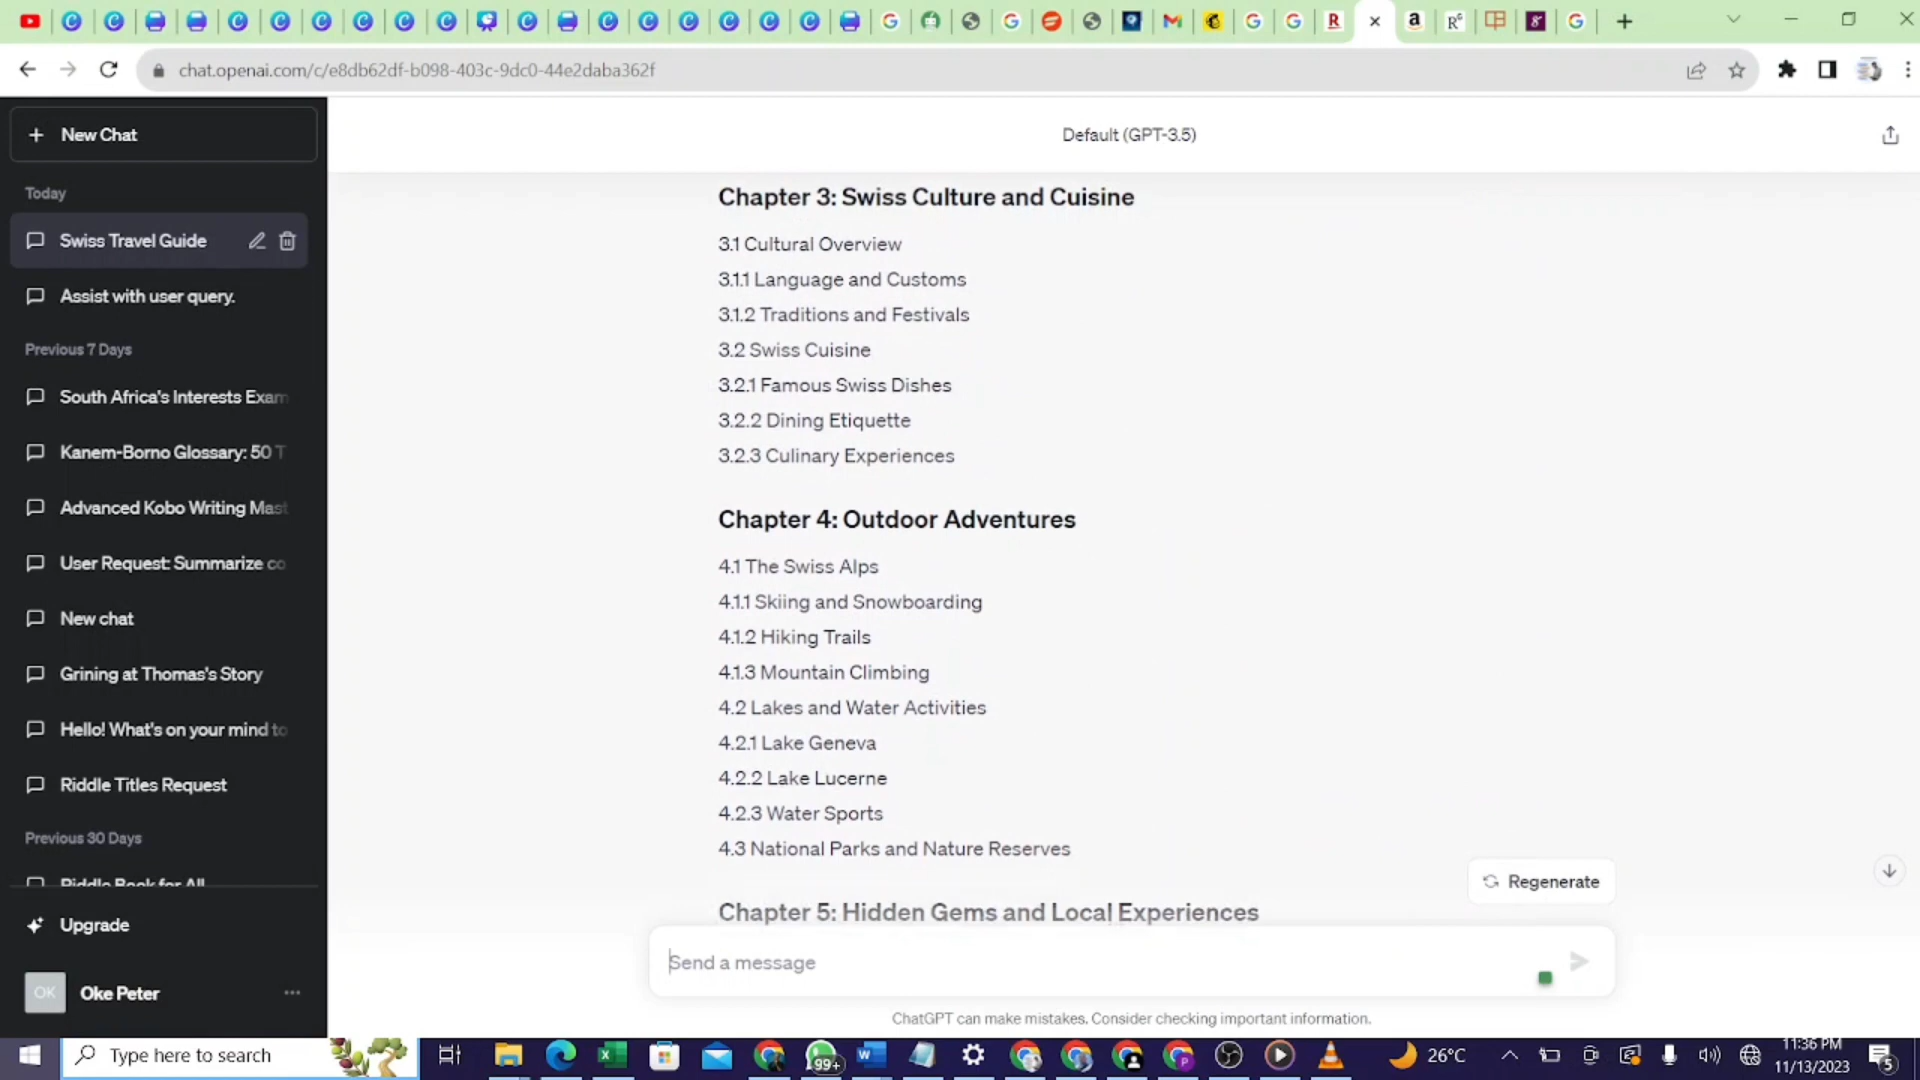 chat.openai.com/c/e8db62df-b098-403c-9dc0-44e2daba362f
New Chat
Default (GPT-3.5)
Today
Swiss Travel Guide
Assist with user query.
Previous 7 Days
South Africa's Interests Exam
Kanem-Borno Glossary: 50 T
Advanced Kobo Writing Mast
User Request: Summarize co
New chat
Grining at Thomas's Story
Hello! What's on your mind to
Riddle Titles Request
Previous 30 Days
Riddle Book for All
Upgrade
OK
Oke Peter
Chapter 3: Swiss Culture and Cuisine
3.1 Cultural Overview
3.1.1 Language and Customs
3.1.2 Traditions and Festivals
3.2 Swiss Cuisine
3.2.1 Famous Swiss Dishes
3.2.2 Dining Etiquette
3.2.3 Culinary Experiences
Chapter 4: Outdoor Adventures
4.1 The Swiss Alps
4.1.1 Skiing and Snowboarding
4.1.2 Hiking Trails
4.1.3 Mountain Climbing
4.2 Lakes and Water Activities
4.2.1 Lake Geneva
4.2.2 Lake Lucerne
4.2.3 Water Sports
4.3 National Parks and Nature Reserves
Regenerate
Chapter 5: Hidden Gems and Local Experiences
Send a message
ChatGPT can make mistakes. Consider checking important information.
Type here to search
99+
26°C
11:36 PM
11/13/2023
5